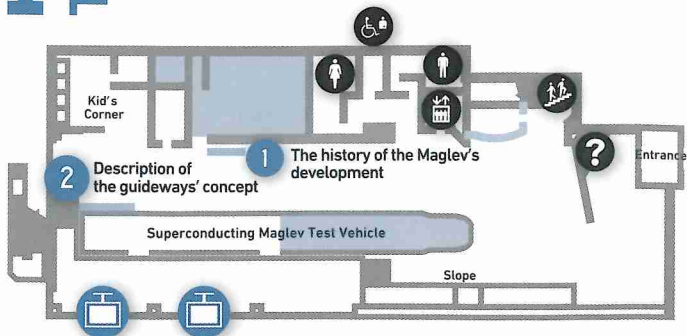 Kid's
Corner
1
The history of the Maglev's
development
?
Entrance
2
Description of
the guideways' concept
Superconducting Maglev Test Vehicle
Slope